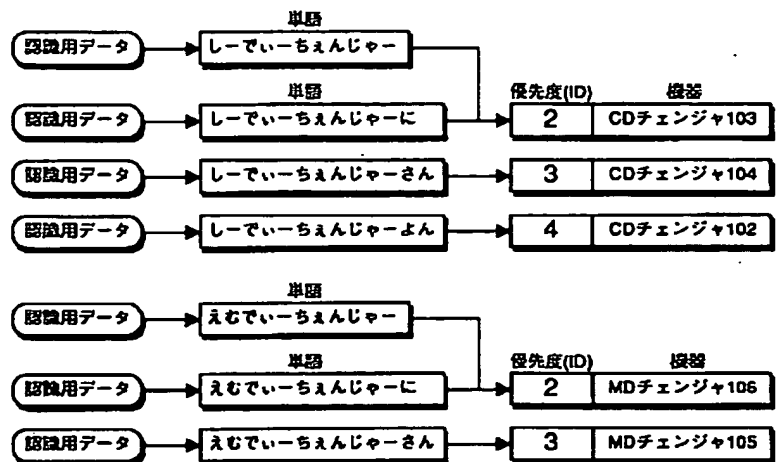 単語
認識用データ しーでぃーちぇんじゃー
単語 優先度(ID) 機器
認識用データ しーでぃーちぇんじゃーに 2 CDチェンジャ103
認識用データ しーでぃーちぇんじゃーさん 3 CDチェンジャ104
認識用データ しーでぃーちぇんじゃーよん 4 CDチェンジャ102
単語
認識用データ えむでぃーちぇんじゃー
単語 優先度(ID) 機器
認識用データ えむでぃーちぇんじゃーに 2 MDチェンジャ106
認識用データ えむでぃーちぇんじゃーさん 3 MDチェンジャ105